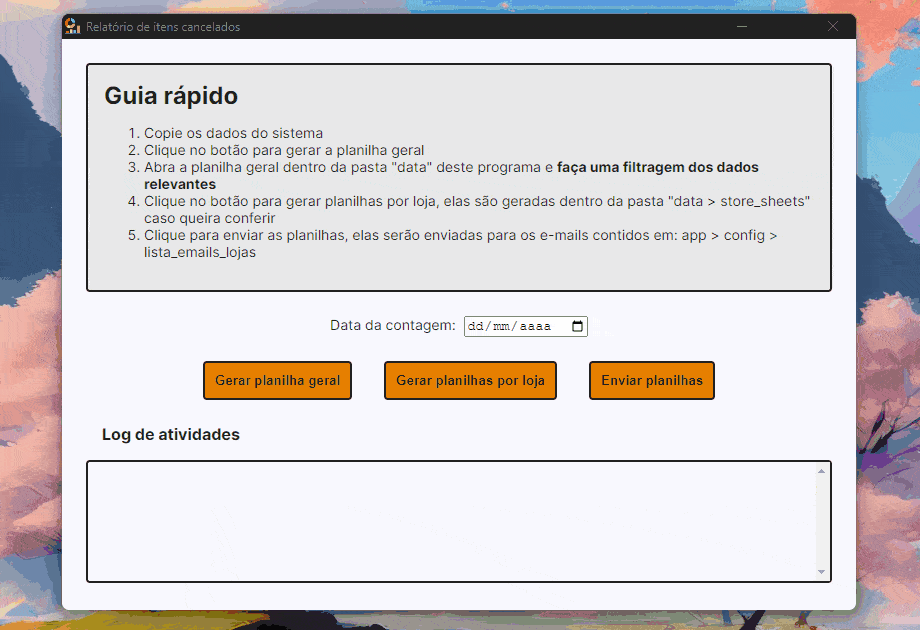 Relatório de itens cancelados
Guia rápido
1. Copie os dados do sistema
2. Clique no botão para gerar a planilha geral
3. Abra a planilha geral dentro da pasta "data" deste programa e faça uma filtragem dos dados
relevantes
4. Clique no botão para gerar planilhas por loja, elas são geradas dentro da pasta "data > store_sheets"
caso queira conferir
5. Clique para enviar as planilhas, elas serão enviadas para os e-mails contidos em: app > config >
lista_emails_lojas
Data da contagem: dd/mm/aaaa
Gerar planilha geral Gerar planilhas por loja Enviar planilhas
Log de atividades